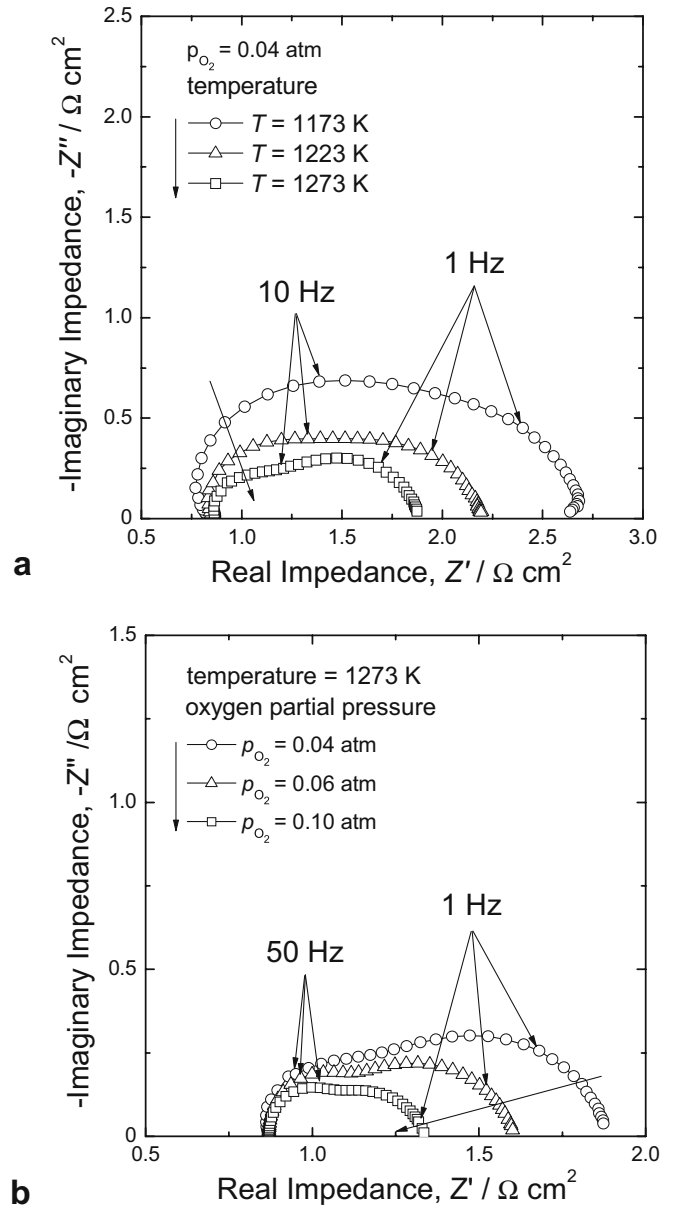 p_O2 = 0.04 atm
temperature
T = 1173 K
T = 1223 K
T = 1273 K
10 Hz
1 Hz
-Imaginary Impedance, -Z″ / Ω cm²
2.5
2.0
1.5
1.0
0.5
0
0.5 1.0 1.5 2.0 2.5 3.0
Real Impedance, Z' / Ω cm²
a
temperature = 1273 K
oxygen partial pressure
p_O2 = 0.04 atm
p_O2 = 0.06 atm
p_O2 = 0.10 atm
1 Hz
50 Hz
-Imaginary Impedance, -Z" /Ω cm²
1.5
1.0
0.5
0
0.5 1.0 1.5 2.0
Real Impedance, Z' / Ω cm²
b